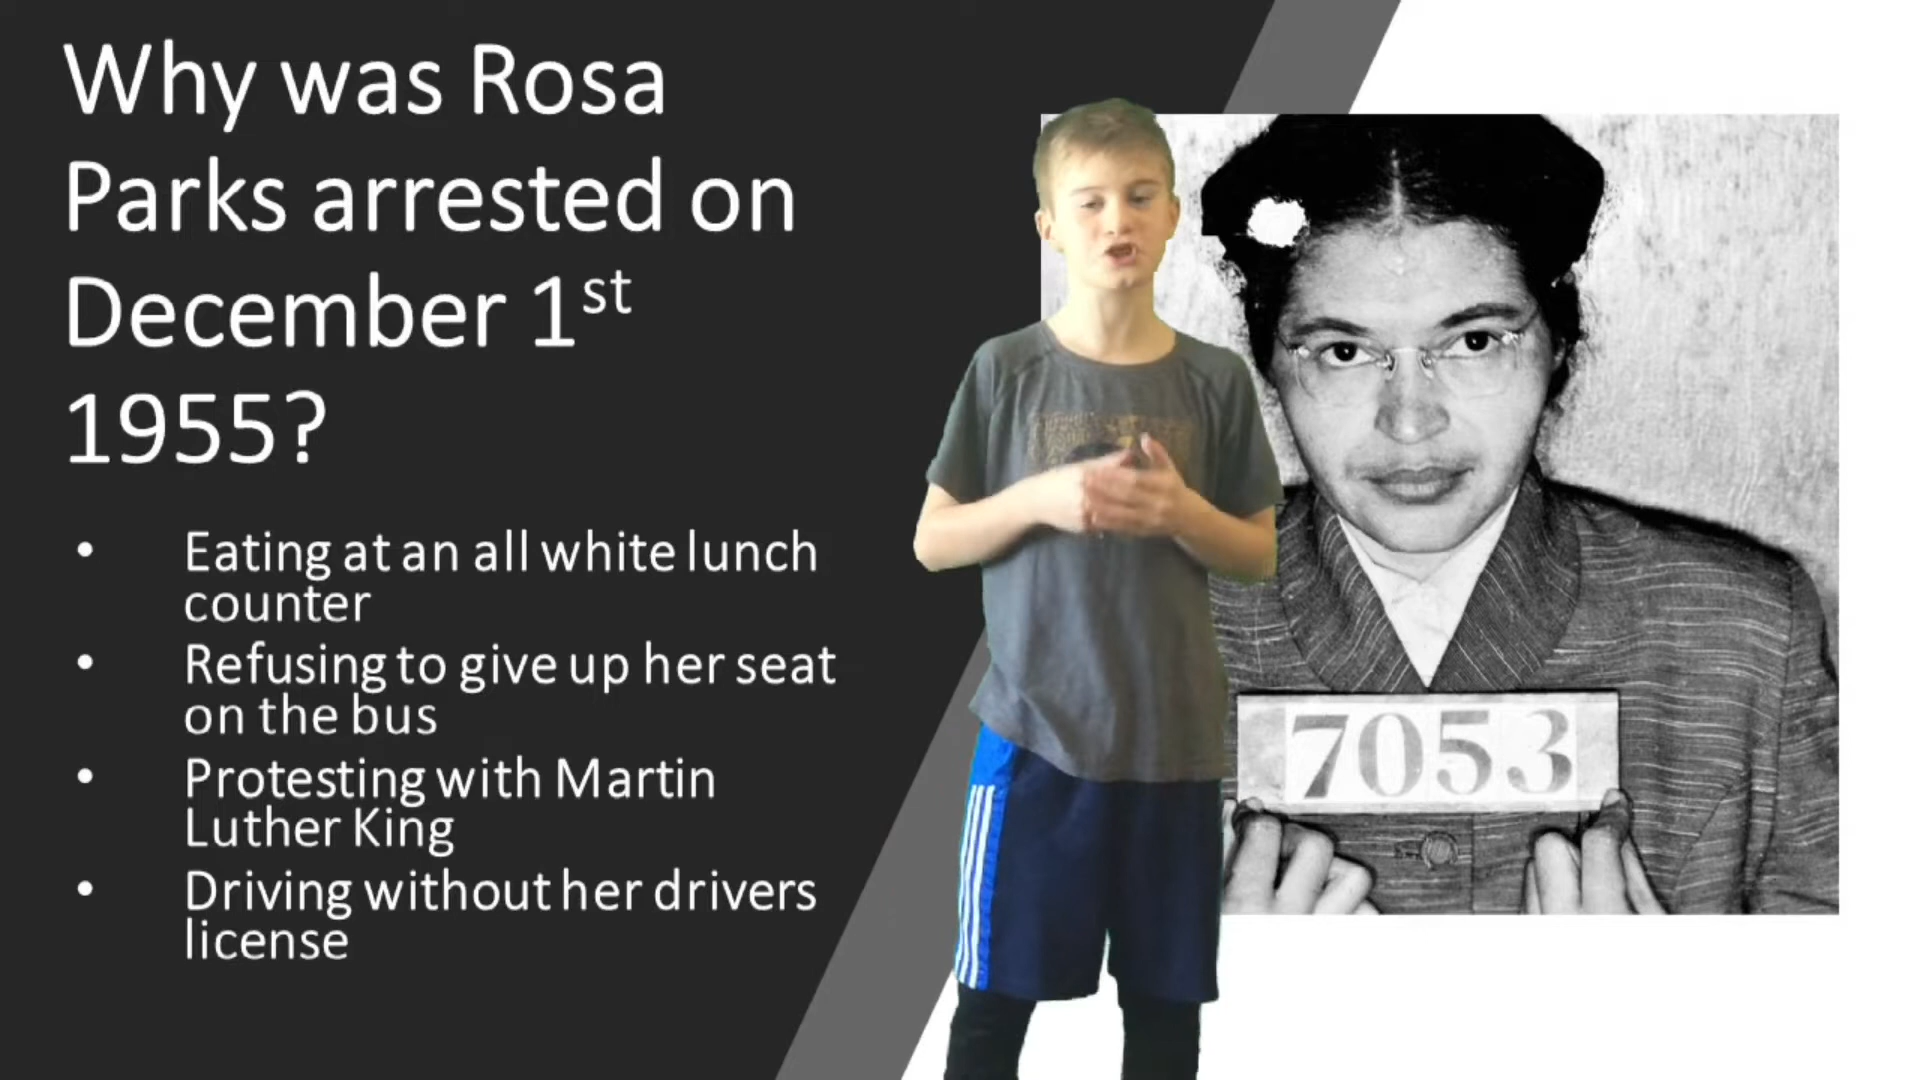 Why was Rosa
Parks arrested on
December 1st
1955?
• Eating at an all white lunch
counter
• Refusing to give up her seat
on the bus
• Protesting with Martin
Luther King
• Driving without her drivers
license
7053